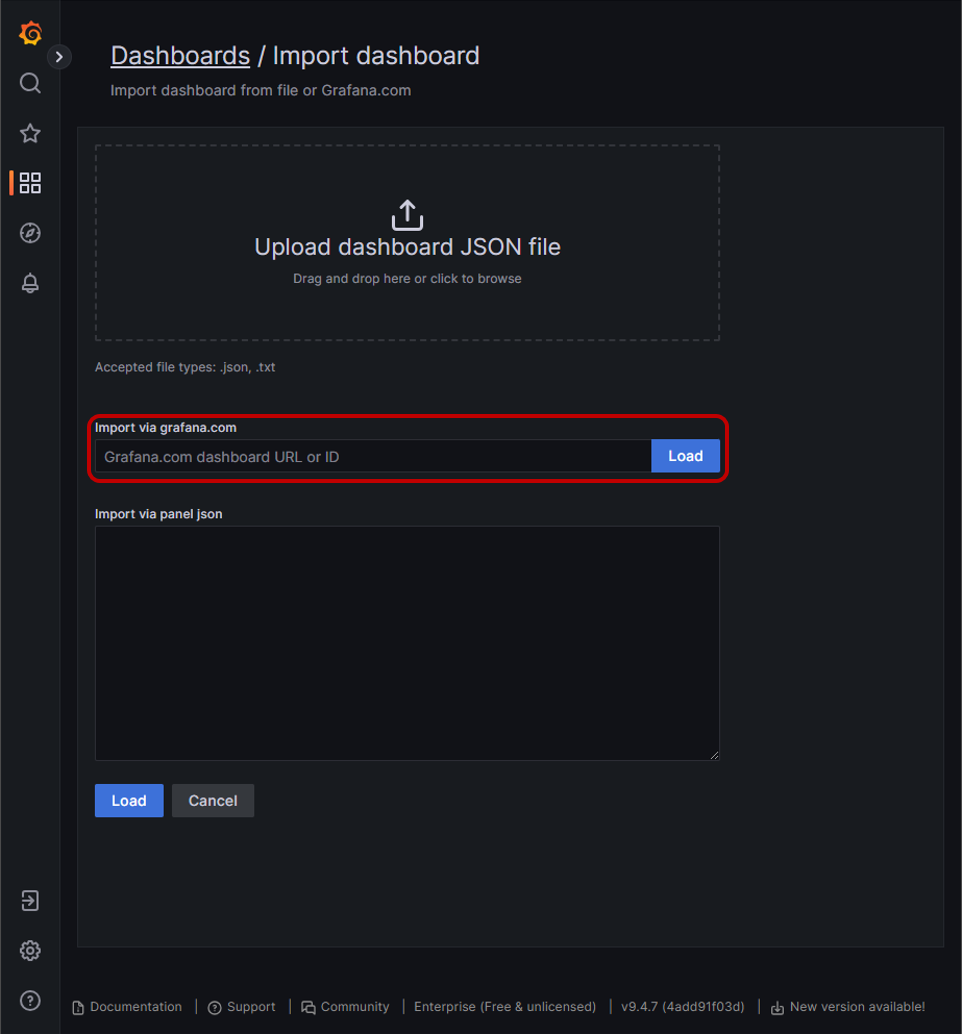 Dashboards / Import dashboard
Import dashboard from file or Grafana.com
Upload dashboard JSON file
Drag and drop here or click to browse
Accepted file types: .json, .txt
Import via grafana.com
Grafana.com dashboard URL or ID
Load
Import via panel json
Load
Cancel
Documentation | Support | Community | Enterprise (Free & unlicensed) | v9.4.7 (4add91f03d) | New version available!